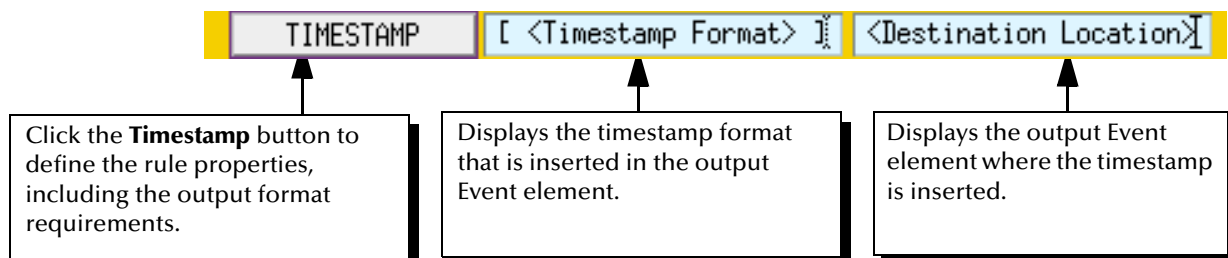 TIMESTAMP [ <Timestamp Format> ] <Destination Location>
Click the Timestamp button to
define the rule properties,
including the output format
requirements.
Displays the timestamp format
that is inserted in the output
Event element.
Displays the output Event
element where the timestamp
is inserted.